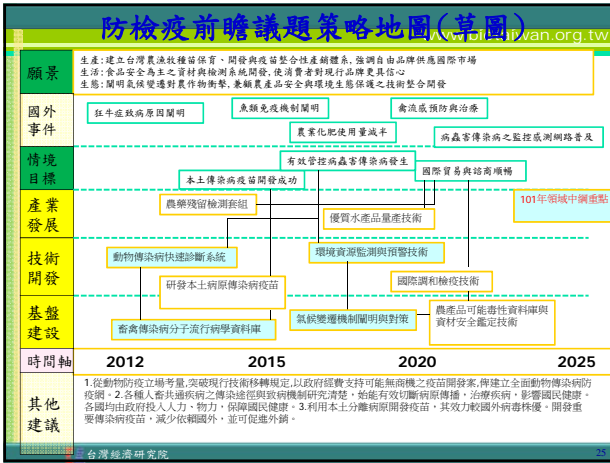 防檢疫前瞻議題策略地圖(草圖)
願景
生產:建立台灣農漁牧種苗保育、開發與疫苗整合性產銷體系,強調自由品牌供應國際市場
生活:食品安全為主之資材與檢測系統開發,使消費者對現行品牌更具信心
生態:闡明氣候變遷對農作物衝擊,兼顧農產品安全與環境生態保護之技術整合開發
國外
事件
狂牛症致病原因闡明
魚類免疫機制闡明
禽流感預防與治療
農業化肥使用量減半
病蟲害傳染病之監控感測網路普及
情境
目標
有效管控病蟲害傳染病發生
國際貿易與諮商順暢
本土傳染病疫苗開發成功
產業
發展
農藥殘留檢測套組
優質水產品量產技術
101年領域中綱重點
技術
開發
動物傳染病快速診斷系統
環境資源監測與預警技術
研發本土病原傳染病疫苗
國際調和檢疫技術
基盤
建設
畜禽傳染病分子流行病學資料庫
氣候變遷機制闡明與對策
農產品可能毒性資料庫與
資材安全鑑定技術
時間軸
2012 2015 2020 2025
其他
建議
1.從動物防疫立場考量,突破現行技術移轉規定,以政府經費支持可能無商機之疫苗開發案,俾建立全面動物傳染病防
疫網。2.各種人畜共通疾病之傳染途徑與致病機制研究清楚,始能有效切斷病原傳播,治療疾病,影響國民健康。
各國均由政府投入人力、物力,保障國民健康。3.利用本土分離病原開發疫苗,其效力較國外病毒株優。開發重
要傳染病疫苗,減少依賴國外,並可促進外銷。
台灣經濟研究院
25